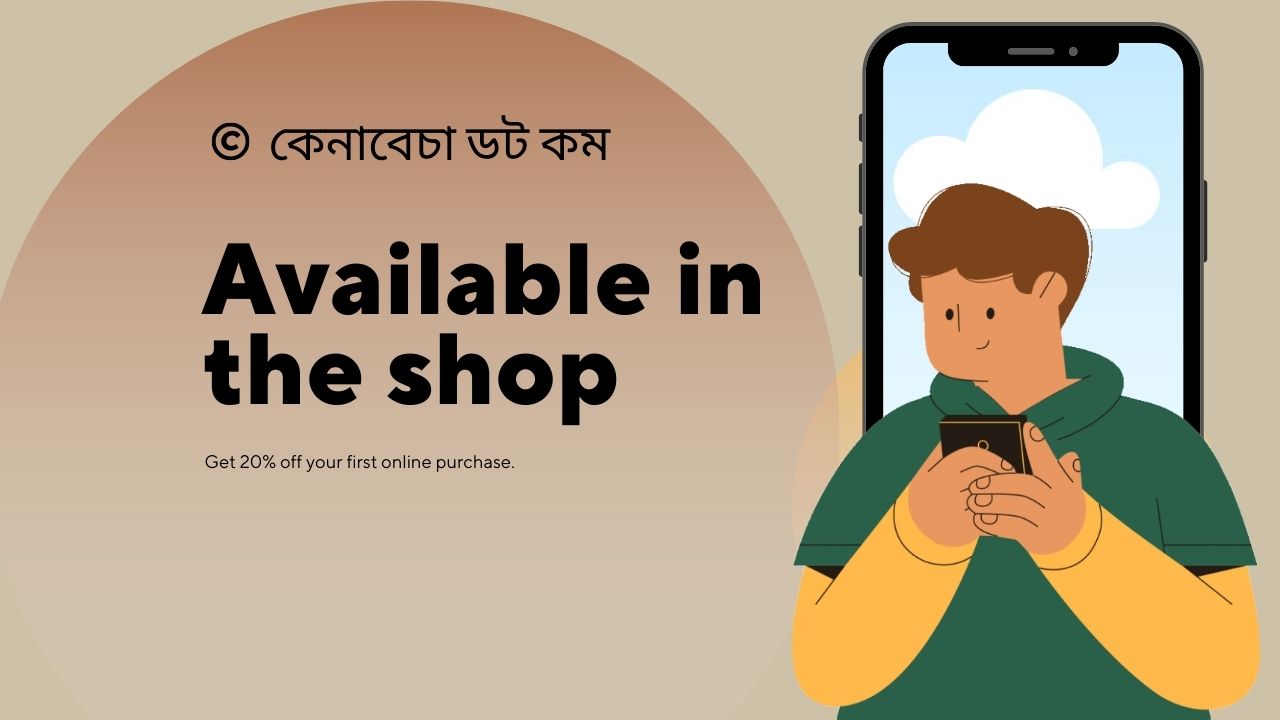 © কেনাবেচা ডট কম
Available in
the shop
Get 20% off your first online purchase.